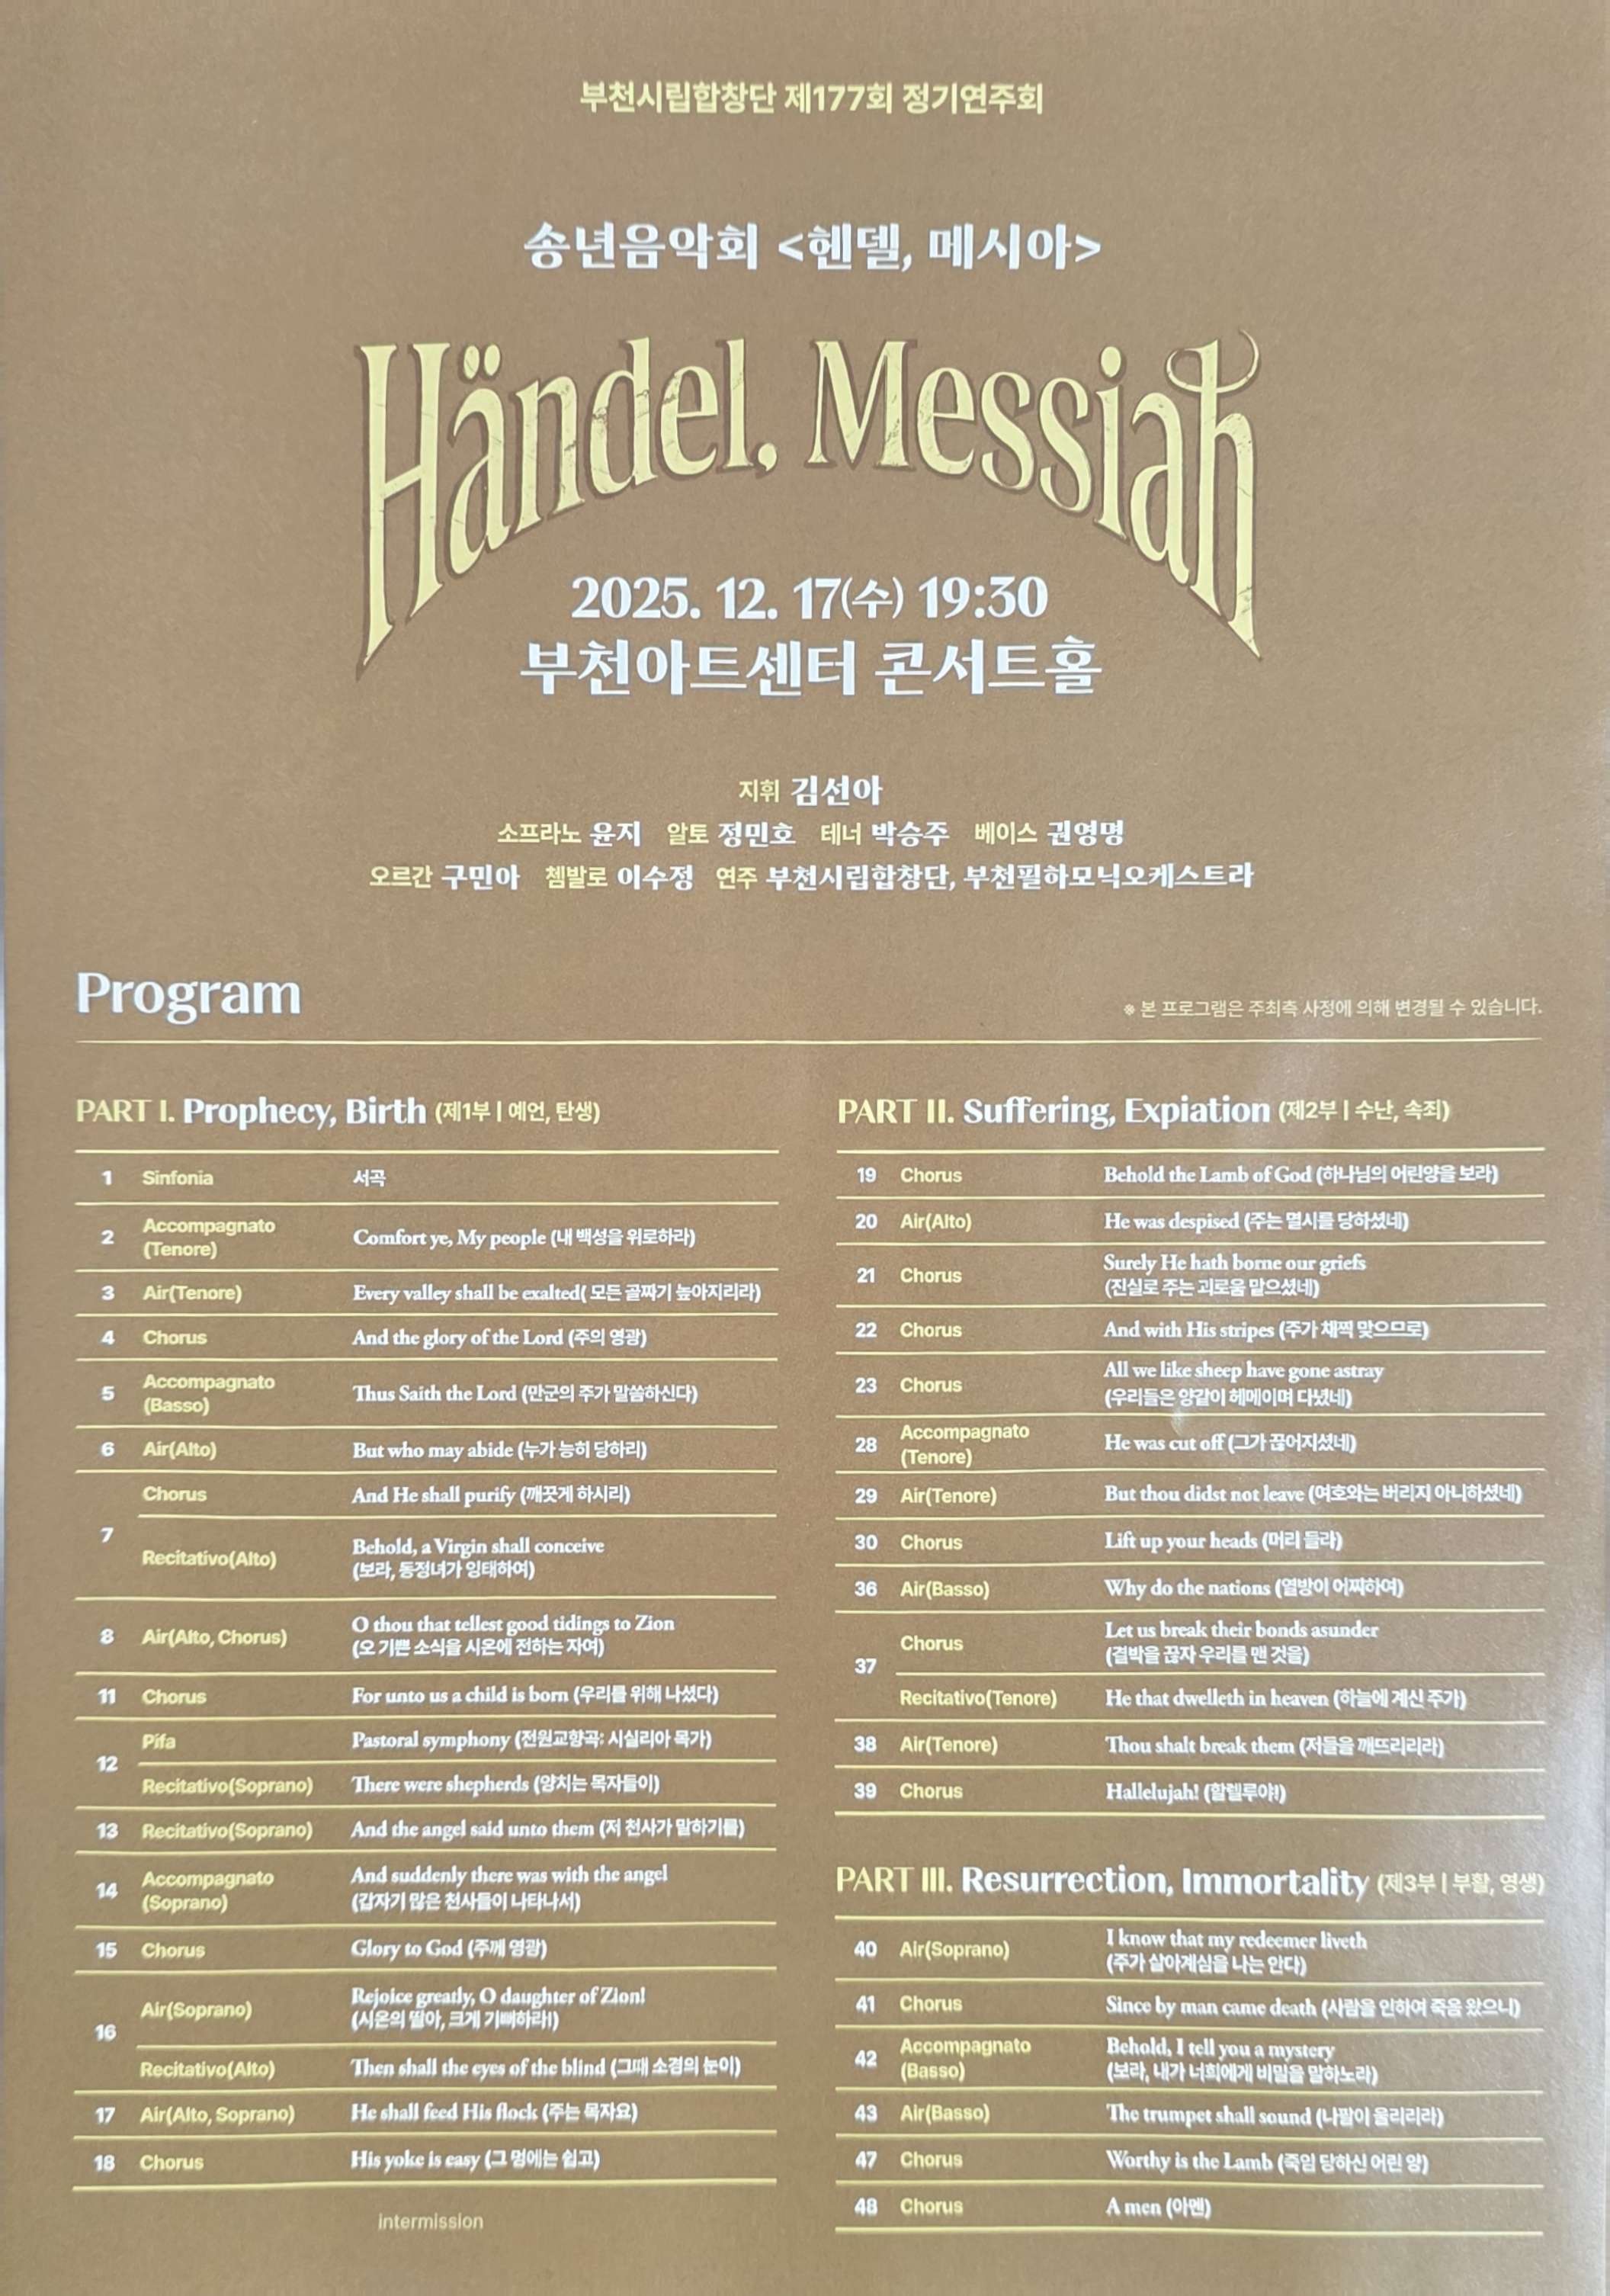 부천시립합창단 제177회 정기연주회
송년음악회 <헨델, 메시아>
Händel, Messiah
2025. 12. 17(수) 19:30
부천아트센터 콘서트홀
지휘 김선아
소프라노 윤지 알토 정민호 테너 박승주 베이스 권영명
오르간 구민아 쳄발로 이수정 연주 부천시립합창단, 부천필하모닉오케스트라
Program
※ 본 프로그램은 주최측 사정에 의해 변경될 수 있습니다.
PART I. Prophecy, Birth (제1부 | 예언, 탄생)
1 Sinfonia 서곡
2 Accompagnato
(Tenore) Comfort ye, My people (내 백성을 위로하라)
3 Air(Tenore) Every valley shall be exalted( 모든 골짜기 높아지리라)
4 Chorus And the glory of the Lord (주의 영광)
5 Accompagnato
(Basso) Thus Saith the Lord (만군의 주가 말씀하신다)
6 Air(Alto) But who may abide (누가 능히 당하리)
7 Chorus And He shall purify (깨끗게 하시리)
Recitativo(Alto) Behold, a Virgin shall conceive
(보라, 동정녀가 잉태하여)
8 Air(Alto, Chorus) O thou that tellest good tidings to Zion
(오 기쁜 소식을 시온에 전하는 자여)
11 Chorus For unto us a child is born (우리를 위해 나셨다)
12 Pifa Pastoral symphony (전원교향곡: 시실리아 목가)
Recitativo(Soprano) There were shepherds (양치는 목자들이)
13 Recitativo(Soprano) And the angel said unto them (저 천사가 말하기를)
14 Accompagnato
(Soprano) And suddenly there was with the angel
(갑자기 많은 천사들이 나타나서)
15 Chorus Glory to God (주께 영광)
16 Air(Soprano) Rejoice greatly, O daughter of Zion!
(시온의 딸아, 크게 기뻐하라!)
Recitativo(Alto) Then shall the eyes of the blind (그때 소경의 눈이)
17 Air(Alto, Soprano) He shall feed His flock (주는 목자요)
18 Chorus His yoke is easy (그 멍에는 쉽고)
intermission
PART II. Suffering, Expiation (제2부 | 수난, 속죄)
19 Chorus Behold the Lamb of God (하나님의 어린양을 보라)
20 Air(Alto) He was despised (주는 멸시를 당하셨네)
21 Chorus Surely He hath borne our griefs
(진실로 주는 괴로움 맡으셨네)
22 Chorus And with His stripes (주가 채찍 맞으므로)
23 Chorus All we like sheep have gone astray
(우리들은 양같이 헤메이며 다녔네)
28 Accompagnato
(Tenore) He was cut off (그가 끊어지셨네)
29 Air(Tenore) But thou didst not leave (여호와는 버리지 아니하셨네)
30 Chorus Lift up your heads (머리 들라)
36 Air(Basso) Why do the nations (열방이 어찌하여)
37 Chorus Let us break their bonds asunder
(결박을 끊자 우리를 맨 것을)
Recitativo(Tenore) He that dwelleth in heaven (하늘에 계신 주가)
38 Air(Tenore) Thou shalt break them (저들을 깨뜨리리라)
39 Chorus Hallelujah! (할렐루야!)
PART III. Resurrection, Immortality (제3부 | 부활, 영생)
40 Air(Soprano) I know that my redeemer liveth
(주가 살아계심을 나는 안다)
41 Chorus Since by man came death (사람을 인하여 죽음 왔으니)
42 Accompagnato
(Basso) Behold, I tell you a mystery
(보라, 내가 너희에게 비밀을 말하노라)
43 Air(Basso) The trumpet shall sound (나팔이 울리리라)
47 Chorus Worthy is the Lamb (죽임 당하신 어린 양)
48 Chorus A men (아멘)